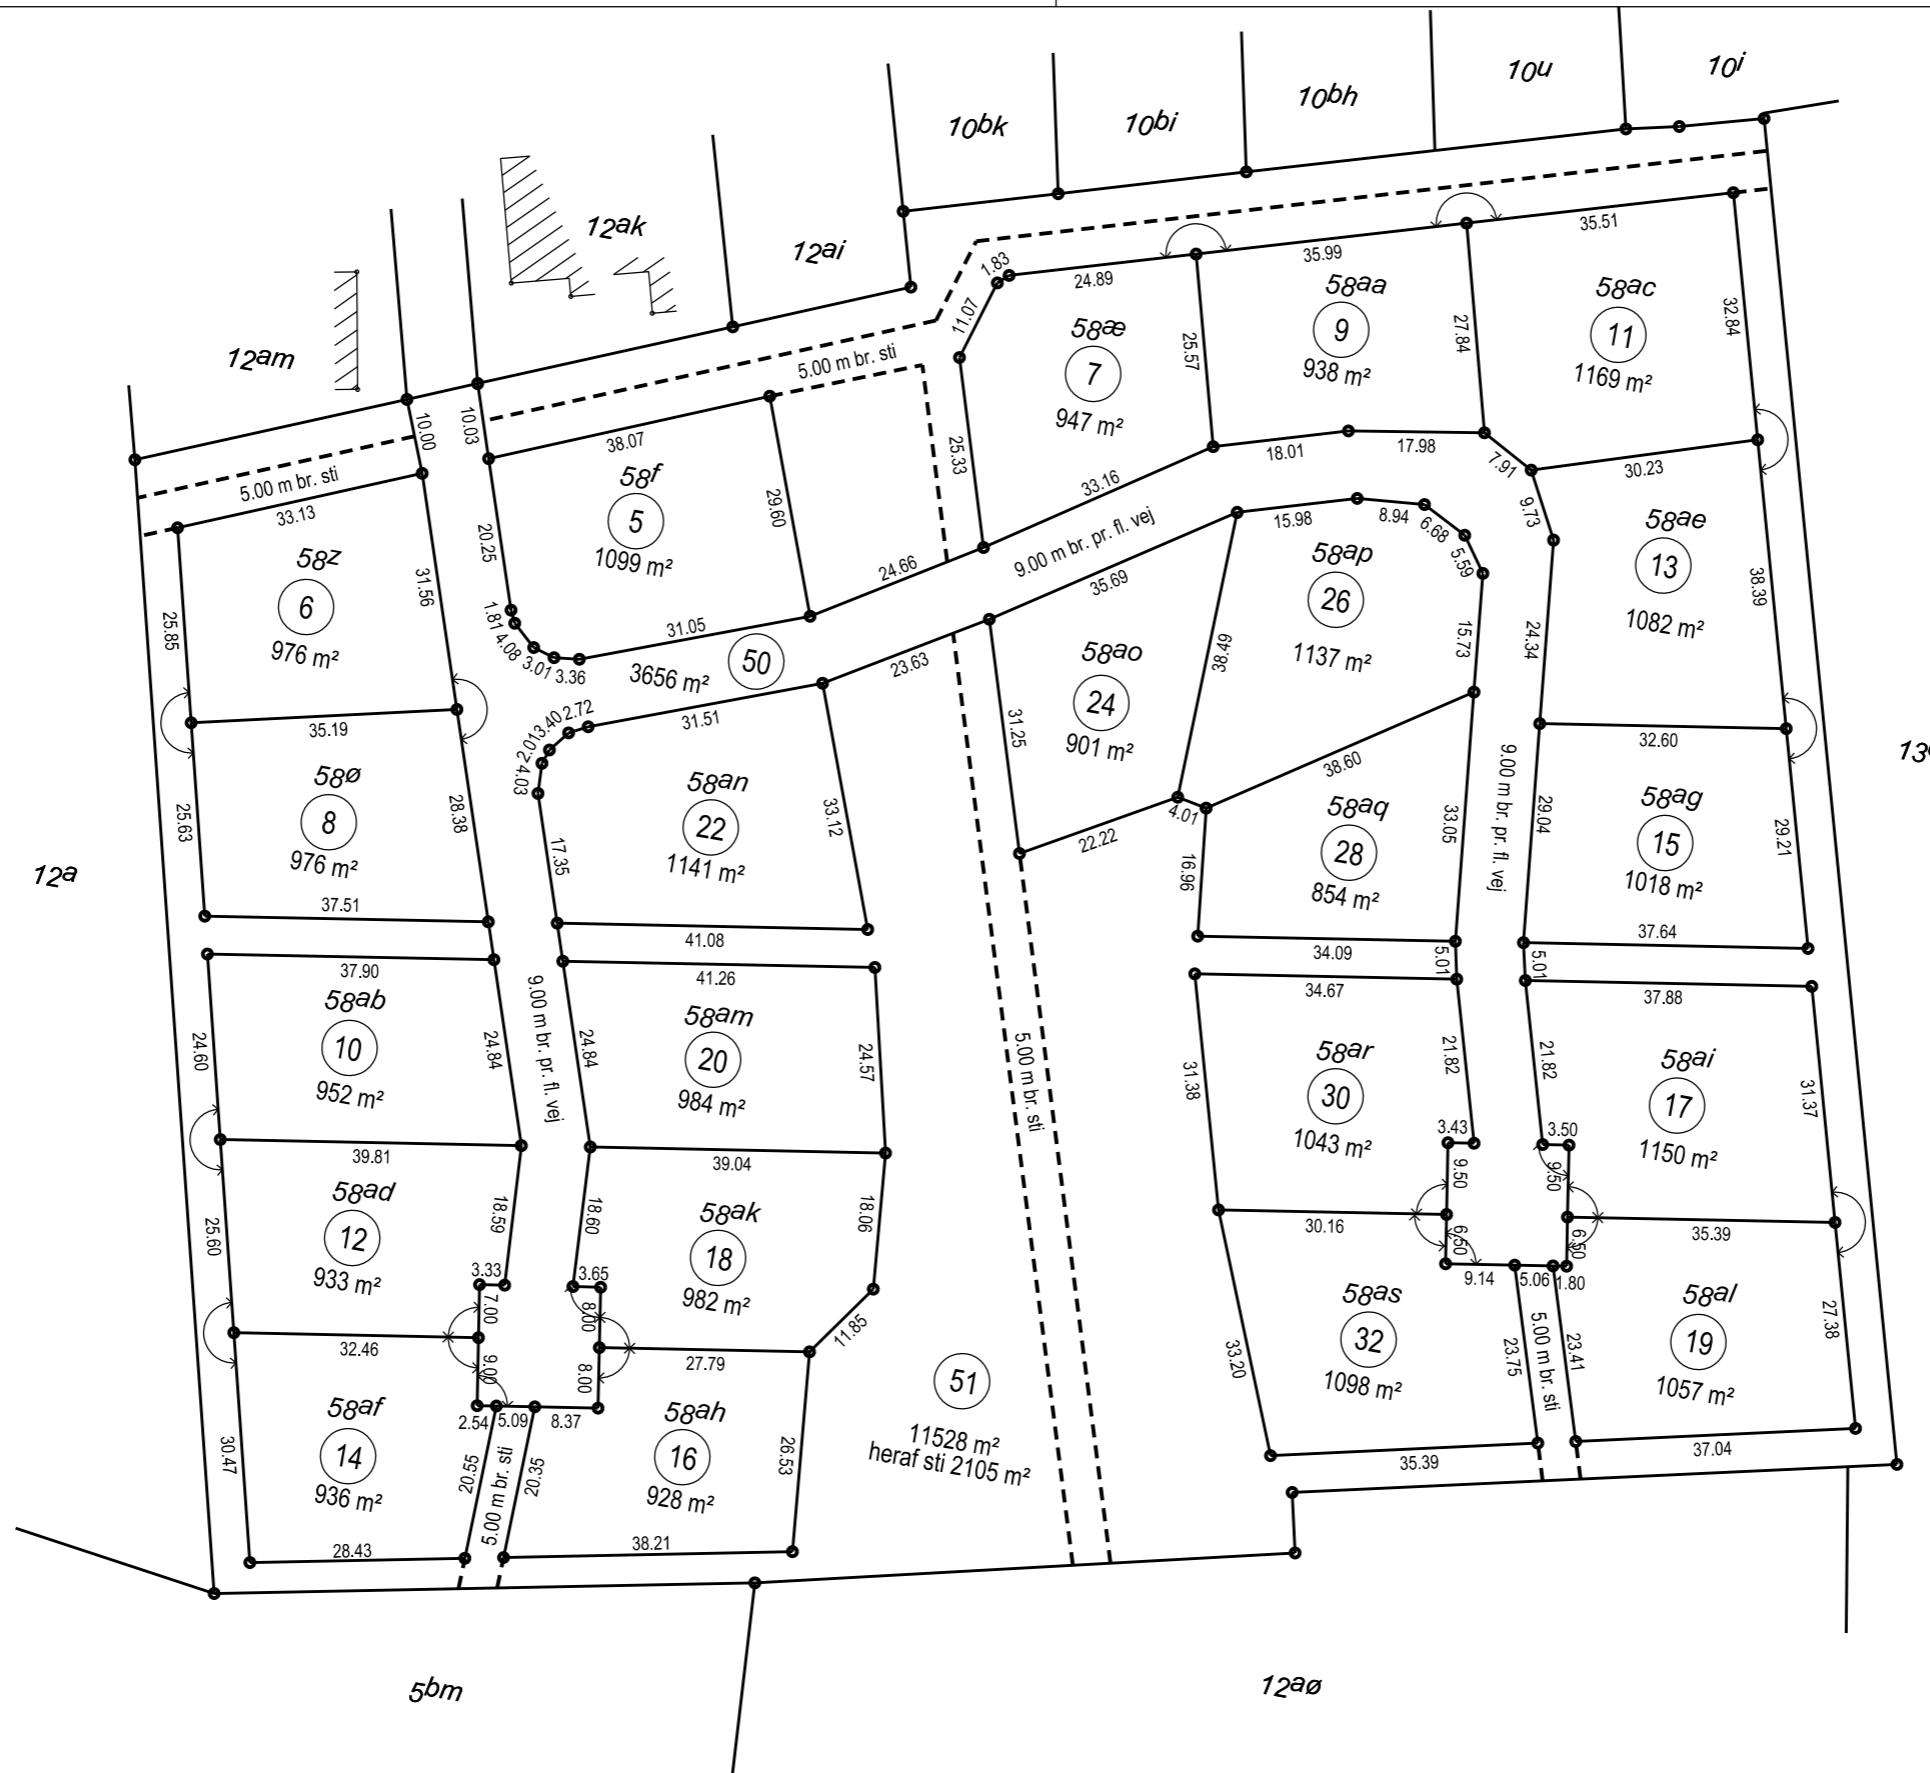 10bk
10bi
10bh
10u
10i
12am
12ak
12ai
12a
5bm
12aø
5.00 m br. sti
5.00 m br. sti
10.00
10.03
33.13
58z
6
976 m²
25.85
31.56
35.19
58ø
8
976 m²
25.63
28.38
37.51
37.90
58ab
10
952 m²
24.60
24.84
39.81
58ad
12
933 m²
25.60
18.59
3.33
7.00
32.46
58af
14
936 m²
30.47
9.00
2.54
5.09
8.37
20.55
5.00 m br. sti
20.35
28.43
38.07
58f
5
1099 m²
20.25
29.60
1.81
4.08
3.01
3.36
31.05
24.66
3656 m²
50
9.00 m br. pr. fl. vej
2.72
3.40
2.01
4.03
31.51
23.63
58an
22
1141 m²
17.35
33.12
41.08
41.26
9.00 m br. pr. fl. vej
58am
20
984 m²
24.84
24.57
39.04
58ak
18
982 m²
18.60
18.06
3.65
8.00
27.79
11.85
8.00
58ah
16
928 m²
26.53
38.21
51
11528 m²
heraf sti 2105 m²
5.00 m br. sti
1.83
11.07
24.89
58æ
7
947 m²
25.33
25.57
33.16
18.01
35.99
58aa
9
938 m²
27.84
17.98
7.91
35.51
58ac
11
1169 m²
32.84
30.23
9.73
58ae
13
1082 m²
24.34
38.39
32.60
58ag
15
1018 m²
29.04
29.21
37.64
5.01
37.88
58ai
17
1150 m²
21.82
31.37
3.50
9.50
35.39
6.50
1.80
58al
19
1057 m²
23.41
27.38
37.04
35.69
15.98
8.94
6.68
5.59
58ap
26
1137 m²
15.73
38.49
58ao
24
901 m²
31.25
22.22
4.01
38.60
58aq
28
854 m²
16.96
33.05
34.09
5.01
34.67
9.00 m br. pr. fl. vej
58ar
30
1043 m²
31.38
21.82
3.43
9.50
30.16
6.50
9.14
5.06
58as
32
1098 m²
33.20
23.75
5.00 m br. sti
35.39